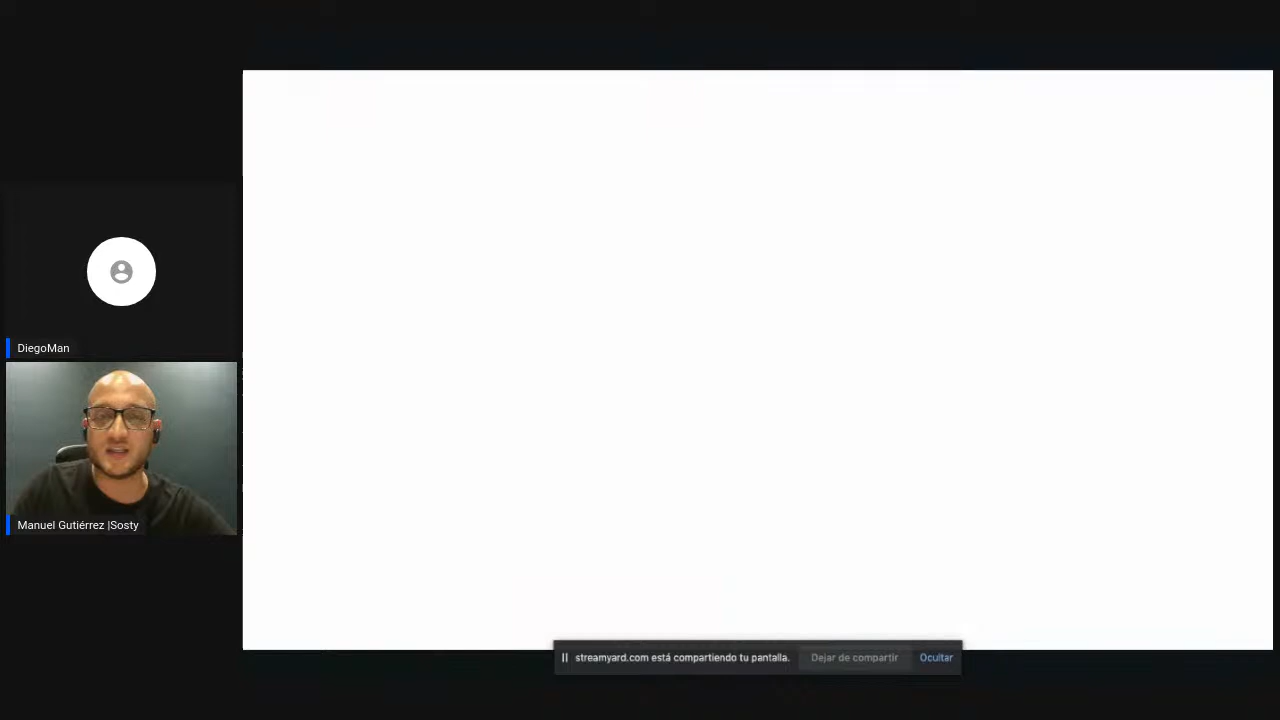 DiegoMan
Manuel Gutiérrez |Sosty
streamyard.com está compartiendo tu pantalla.
Dejar de compartir
Ocultar